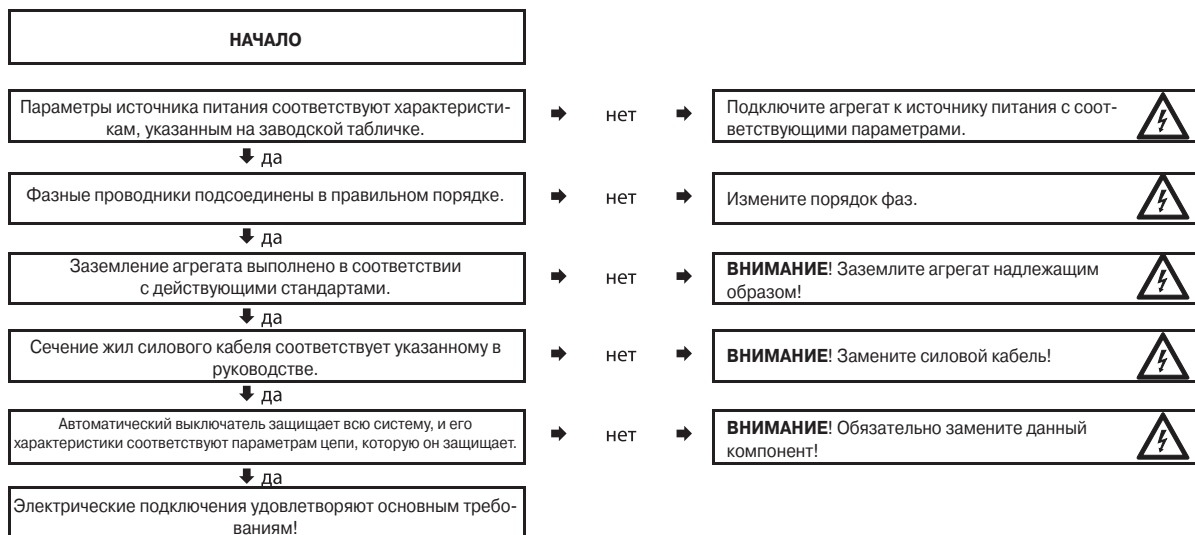 НАЧАЛО
Параметры источника питания соответствуют характеристи-
кам, указанным на заводской табличке.
нет
Подключите агрегат к источнику питания с соот-
ветствующими параметрами.
да
Фазные проводники подсоединены в правильном порядке.
нет
Измените порядок фаз.
да
Заземление агрегата выполнено в соответствии
с действующими стандартами.
нет
ВНИМАНИЕ! Заземлите агрегат надлежащим
образом!
да
Сечение жил силового кабеля соответствует указанному в
руководстве.
нет
ВНИМАНИЕ! Замените силовой кабель!
да
Автоматический выключатель защищает всю систему, и его
характеристики соответствуют параметрам цепи, которую он защищает.
нет
ВНИМАНИЕ! Обязательно замените данный
компонент!
да
Электрические подключения удовлетворяют основным требо-
ваниям!